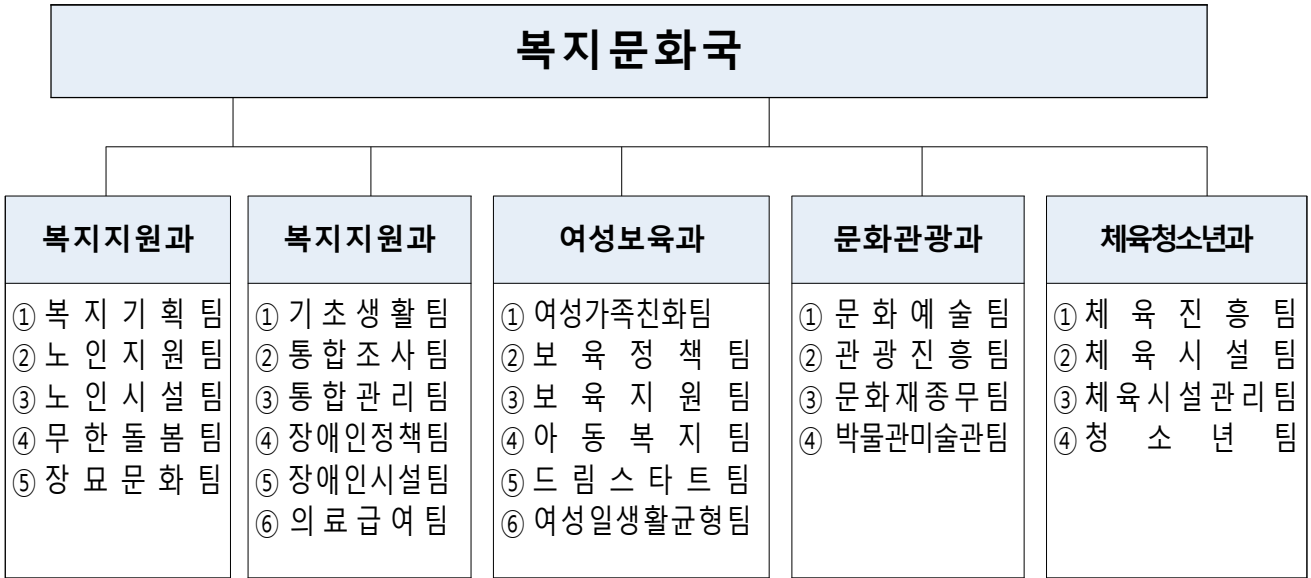 복지문화국
복지지원과
① 복지기획팀
② 노인지원팀
③ 노인시설팀
④ 무한돌봄팀
⑤ 장묘문화팀
복지지원과
① 기초생활팀
② 통합조사팀
③ 통합관리팀
④ 장애인정책팀
⑤ 장애인시설팀
⑥ 의료급여팀
여성보육과
① 여성가족친화팀
② 보육정책팀
③ 보육지원팀
④ 아동복지팀
⑤ 드림스타트팀
⑥ 여성일생활균형팀
문화관광과
① 문화예술팀
② 관광진흥팀
③ 문화재종무팀
④ 박물관미술관팀
체육청소년과
① 체육진흥팀
② 체육시설팀
③ 체육시설관리팀
④ 청소년팀